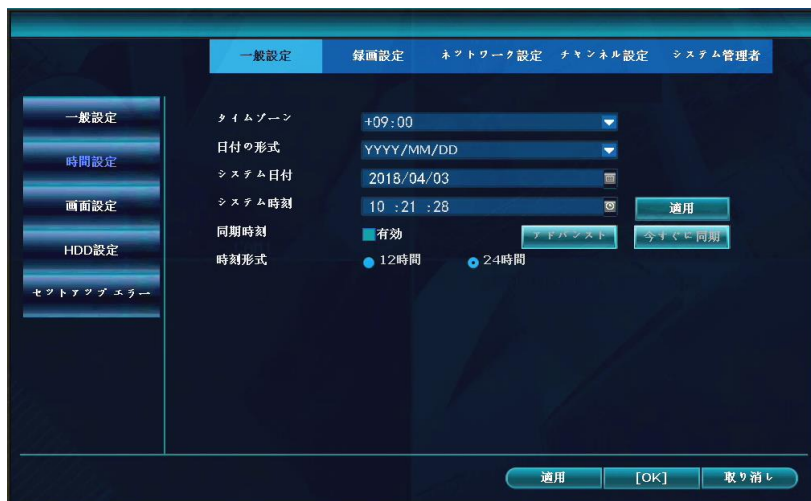 一般設定 録画設定 ネットワーク設定 チャンネル設定 システム管理者
一般設定
時間設定
画面設定
HDD設定
セットアップ エラー
タイムゾーン +09:00
日付の形式 YYYY/MM/DD
システム日付 2018/04/03
システム時刻 10 :21 :28 適用
同期時刻 有効 アドバンスト 今すぐに同期
時刻形式 12時間 24時間
適用 [OK] 取り消し